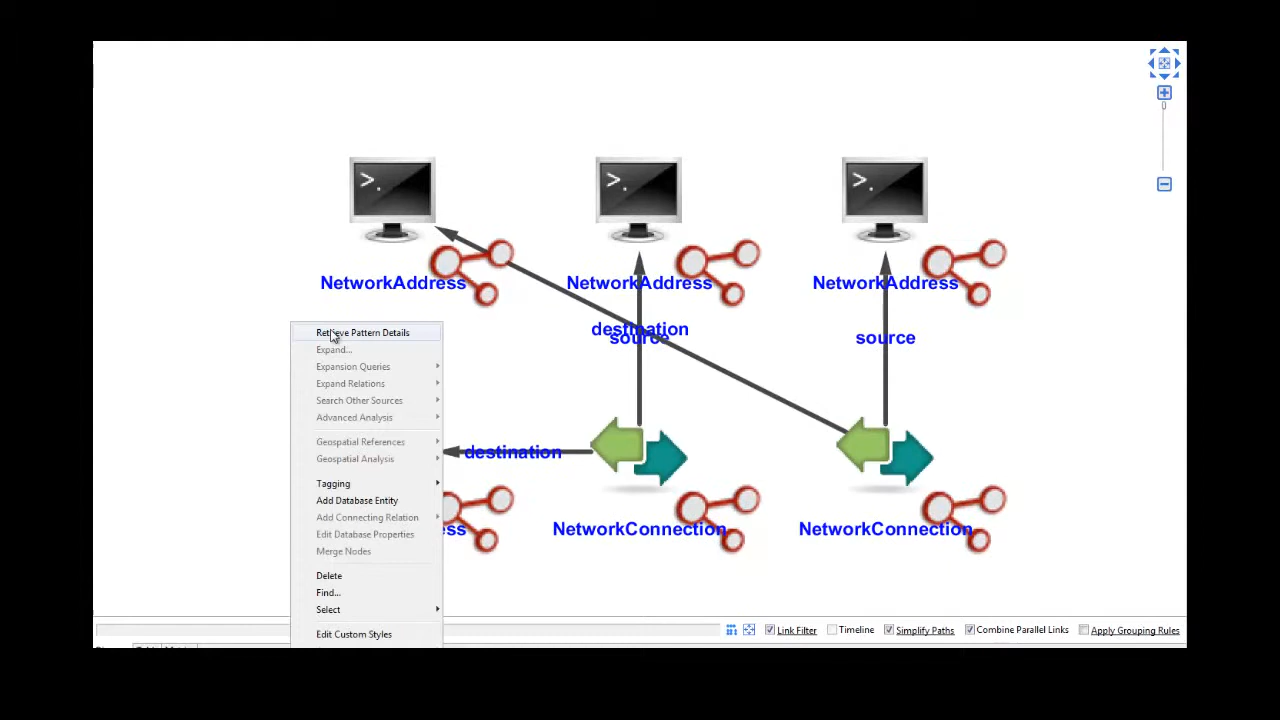 >.
>.
>.
NetworkAddress
NetworkAddress
NetworkAddress
destination
source
source
Retrieve Pattern Details
Expand...
Expansion Queries
Expand Relations
Search Other Sources
Advanced Analysis
Geospatial References
Geospatial Analysis
destination
Tagging
Add Database Entity
Add Connecting Relation
Edit Database Properties
Merge Nodes
ess
NetworkConnection
NetworkConnection
Delete
Find...
Select
Edit Custom Styles
Link Filter
Timeline
Simplify Paths
Combine Parallel Links
Apply Grouping Rules